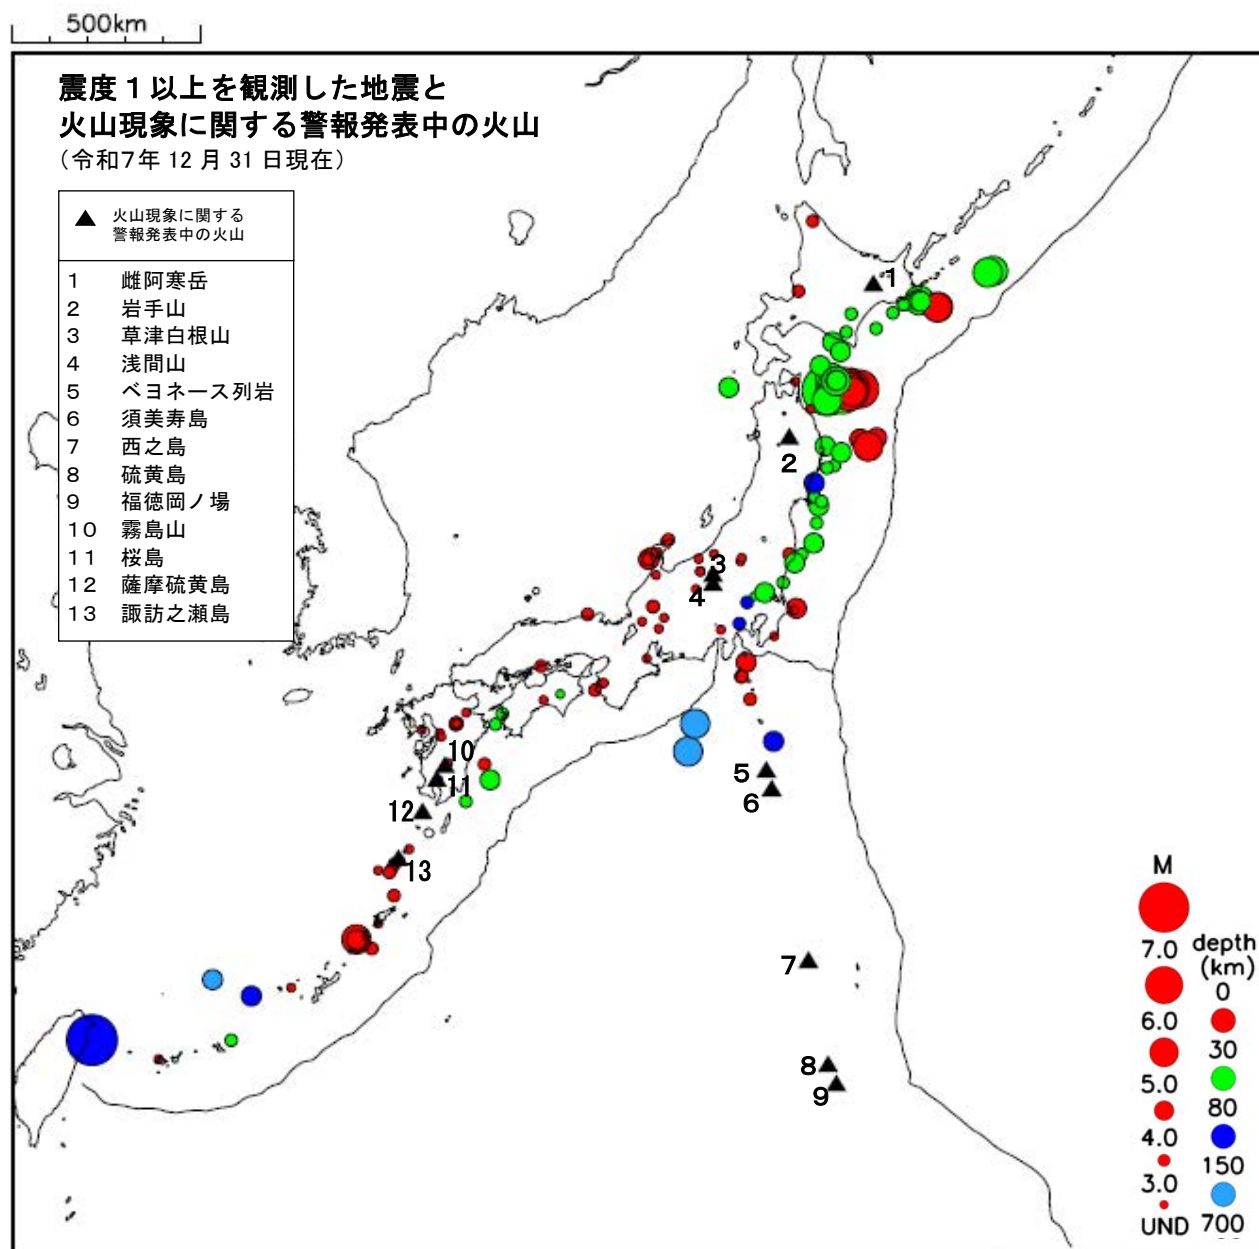 500km
震度１以上を観測した地震と
火山現象に関する警報発表中の火山
（令和7年 12 月 31 日現在）
▲ 火山現象に関する
警報発表中の火山
1 雌阿寒岳
2 岩手山
3 草津白根山
4 浅間山
5 ベヨネース列岩
6 須美寿島
7 西之島
8 硫黄島
9 福徳岡ノ場
10 霧島山
11 桜島
12 薩摩硫黄島
13 諏訪之瀬島
1
2
3
4
10
11
5
6
12
13
7
8
9
M
7.0
6.0
5.0
4.0
3.0
UND
depth
(km)
0
30
80
150
700